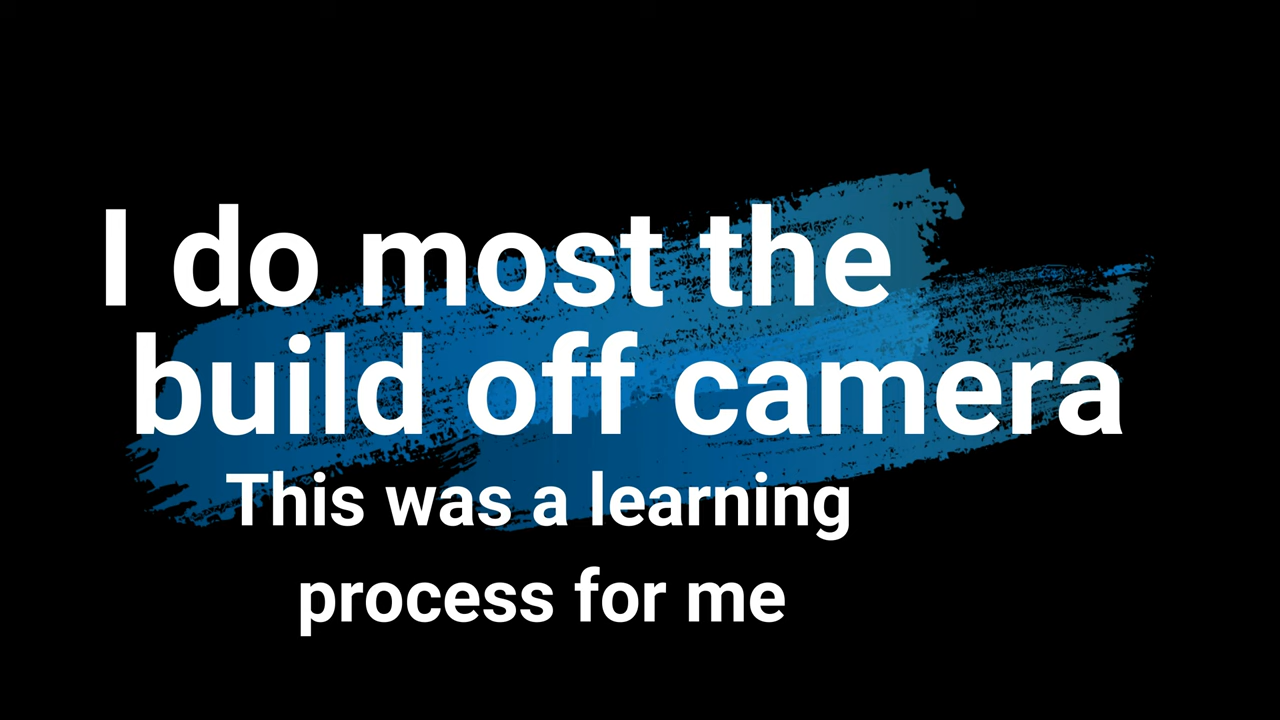 I do most the
build off camera
This was a learning
process for me